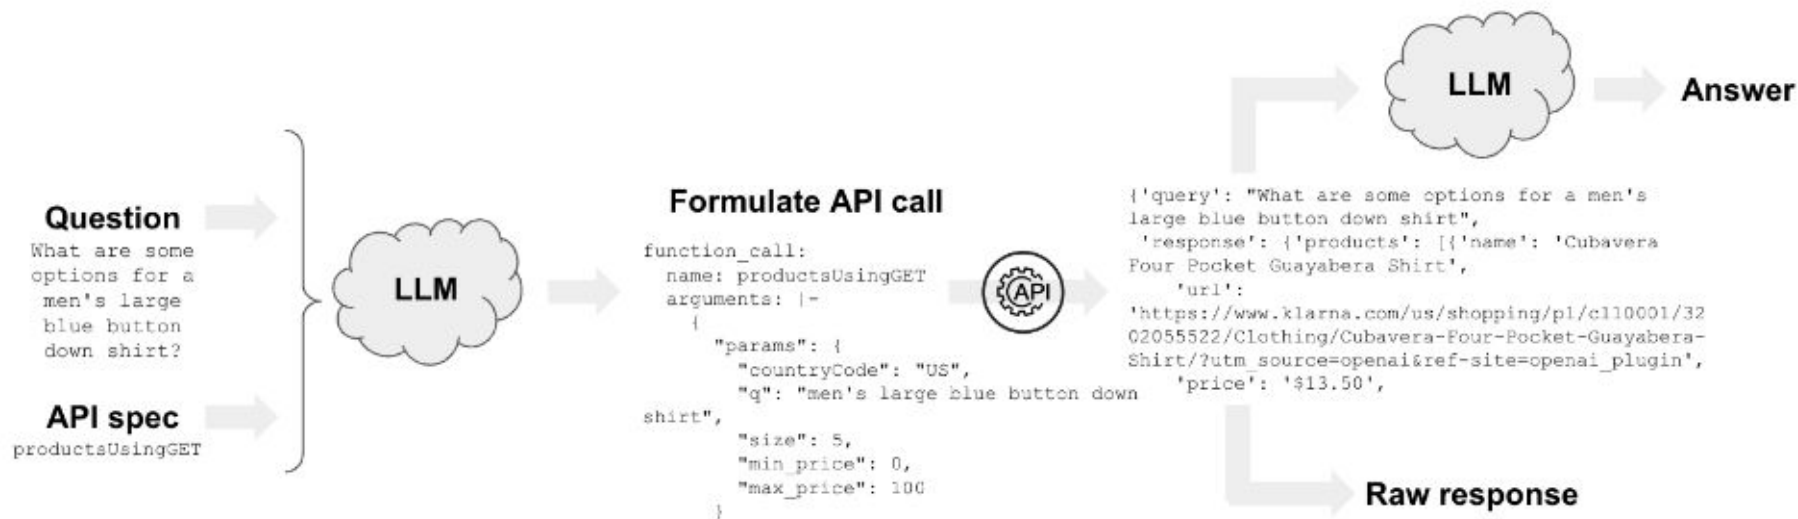 Question
What are some
options for a
men's large
blue button
down shirt?
API spec
productsUsingGET
LLM
Formulate API call
function_call:
name: productsUsingGET
arguments: |-
{
"params": {
"countryCode": "US",
"q": "men's large blue button down
shirt",
"size": 5,
"min_price": 0,
"max_price": 100
}
API
{'query': "What are some options for a men's
large blue button down shirt",
'response': {'products': [{'name': 'Cubavera
Four Pocket Guayabera Shirt',
'url':
'https://www.klarna.com/us/shopping/pl/cl10001/32
02055522/Clothing/Cubavera-Four-Pocket-Guayabera-
Shirt/?utm_source=openai&ref-site=openai_plugin',
'price': '$13.50',
LLM
Answer
Raw response